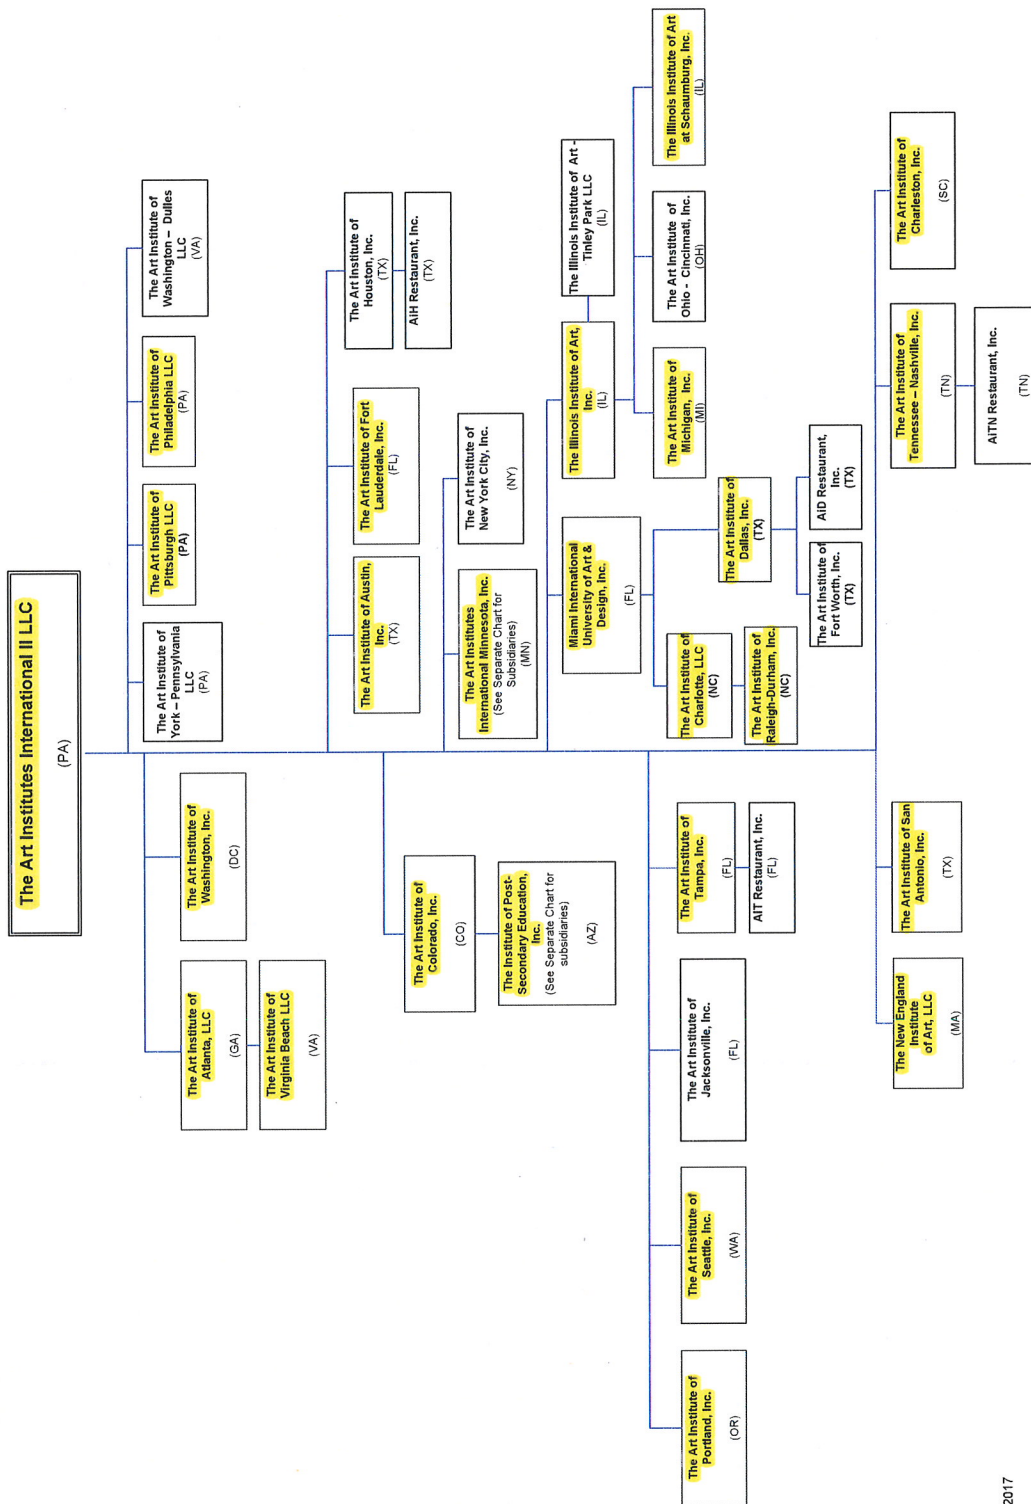 The Art Institutes International II LLC
(PA)
The Art Institute of
Atlanta, LLC
(GA)
The Art Institute of
Virginia Beach LLC
(VA)
The Art Institute of
Washington, Inc.
(DC)
The Art Institute of
York – Pennsylvania
LLC
(PA)
The Art Institute of
Pittsburgh LLC
(PA)
The Art Institute of
Philadelphia LLC
(PA)
The Art Institute of
Washington – Dulles
LLC
(VA)
The Art Institute of
Colorado, Inc.
(CO)
The Institute of Post-
Secondary Education,
Inc.
(See Separate Chart for
subsidiaries)
(AZ)
The Art Institute of Austin,
Inc.
(TX)
The Art Institute of Fort
Lauderdale, Inc.
(FL)
The Art Institute of
Houston, Inc.
(TX)
AiH Restaurant, Inc.
(TX)
The Art Institutes
International Minnesota, Inc.
(See Separate Chart for
Subsidiaries)
(MN)
The Art Institute of
New York City, Inc.
(NY)
Miami International
University of Art &
Design, Inc.
(FL)
The Illinois Institute of Art,
Inc.
(IL)
The Illinois Institute of Art -
Tinley Park LLC
(IL)
The Art Institute of
Michigan, Inc.
(MI)
The Art Institute of
Ohio - Cincinnati, Inc.
(OH)
The Illinois Institute of Art
at Schaumburg, Inc.
(IL)
The Art Institute of
Charlotte, LLC
(NC)
The Art Institute of
Raleigh-Durham, Inc.
(NC)
The Art Institute of
Dallas, Inc.
(TX)
The Art Institute of
Fort Worth, Inc.
(TX)
AID Restaurant,
Inc.
(TX)
The Art Institute of
Portland, Inc.
(OR)
The Art Institute of
Seattle, Inc.
(WA)
The Art Institute of
Jacksonville, Inc.
(FL)
The Art Institute of
Tampa, Inc.
(FL)
AIT Restaurant, Inc.
(FL)
The New England
Institute
of Art, LLC
(MA)
The Art Institute of San
Antonio, Inc.
(TX)
The Art Institute of
Tennessee – Nashville, Inc.
(TN)
AiTN Restaurant, Inc.
(TN)
The Art Institute of
Charleston, Inc.
(SC)
2017